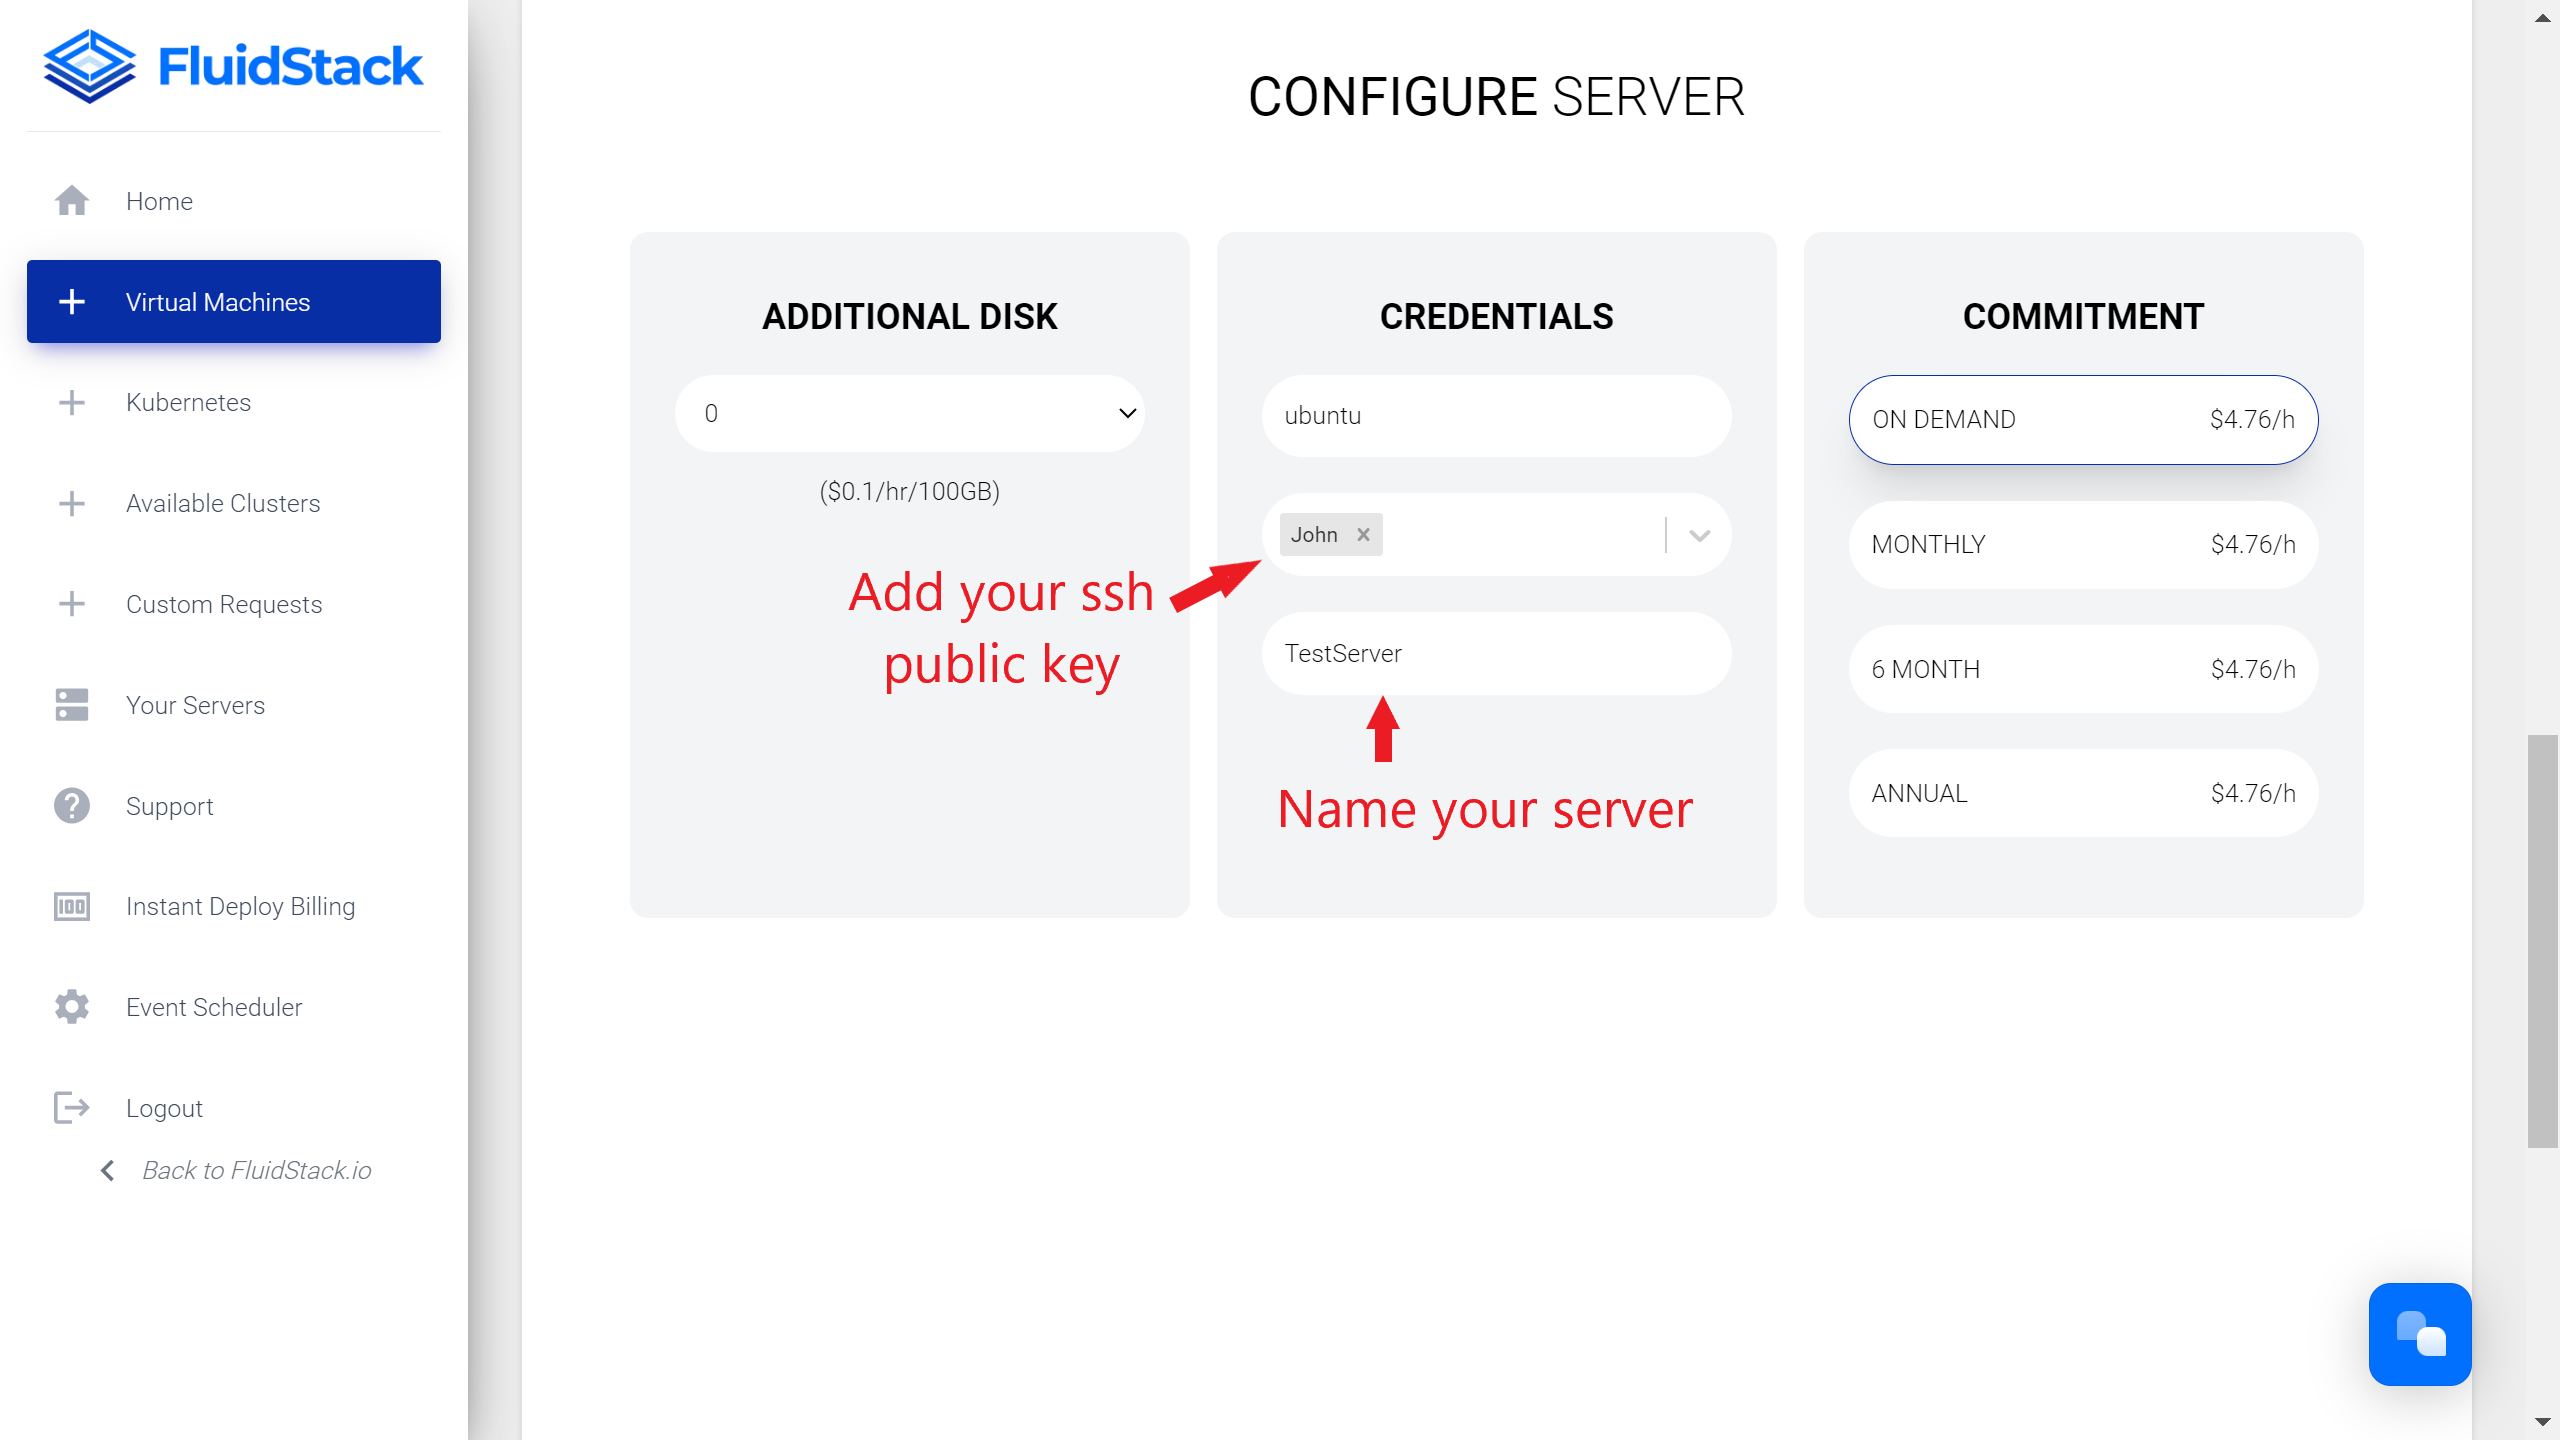 FluidStack
Home
Virtual Machines
Kubernetes
Available Clusters
Custom Requests
Your Servers
Support
100
Instant Deploy Billing
Event Scheduler
Logout
Back to FluidStack.io
CONFIGURE SERVER
ADDITIONAL DISK
0
($0.1/hr/100GB)
Add your ssh
public key
CREDENTIALS
ubuntu
John
TestServer
Name your server
COMMITMENT
ON DEMAND $4.76/h
MONTHLY $4.76/h
6 MONTH $4.76/h
ANNUAL $4.76/h